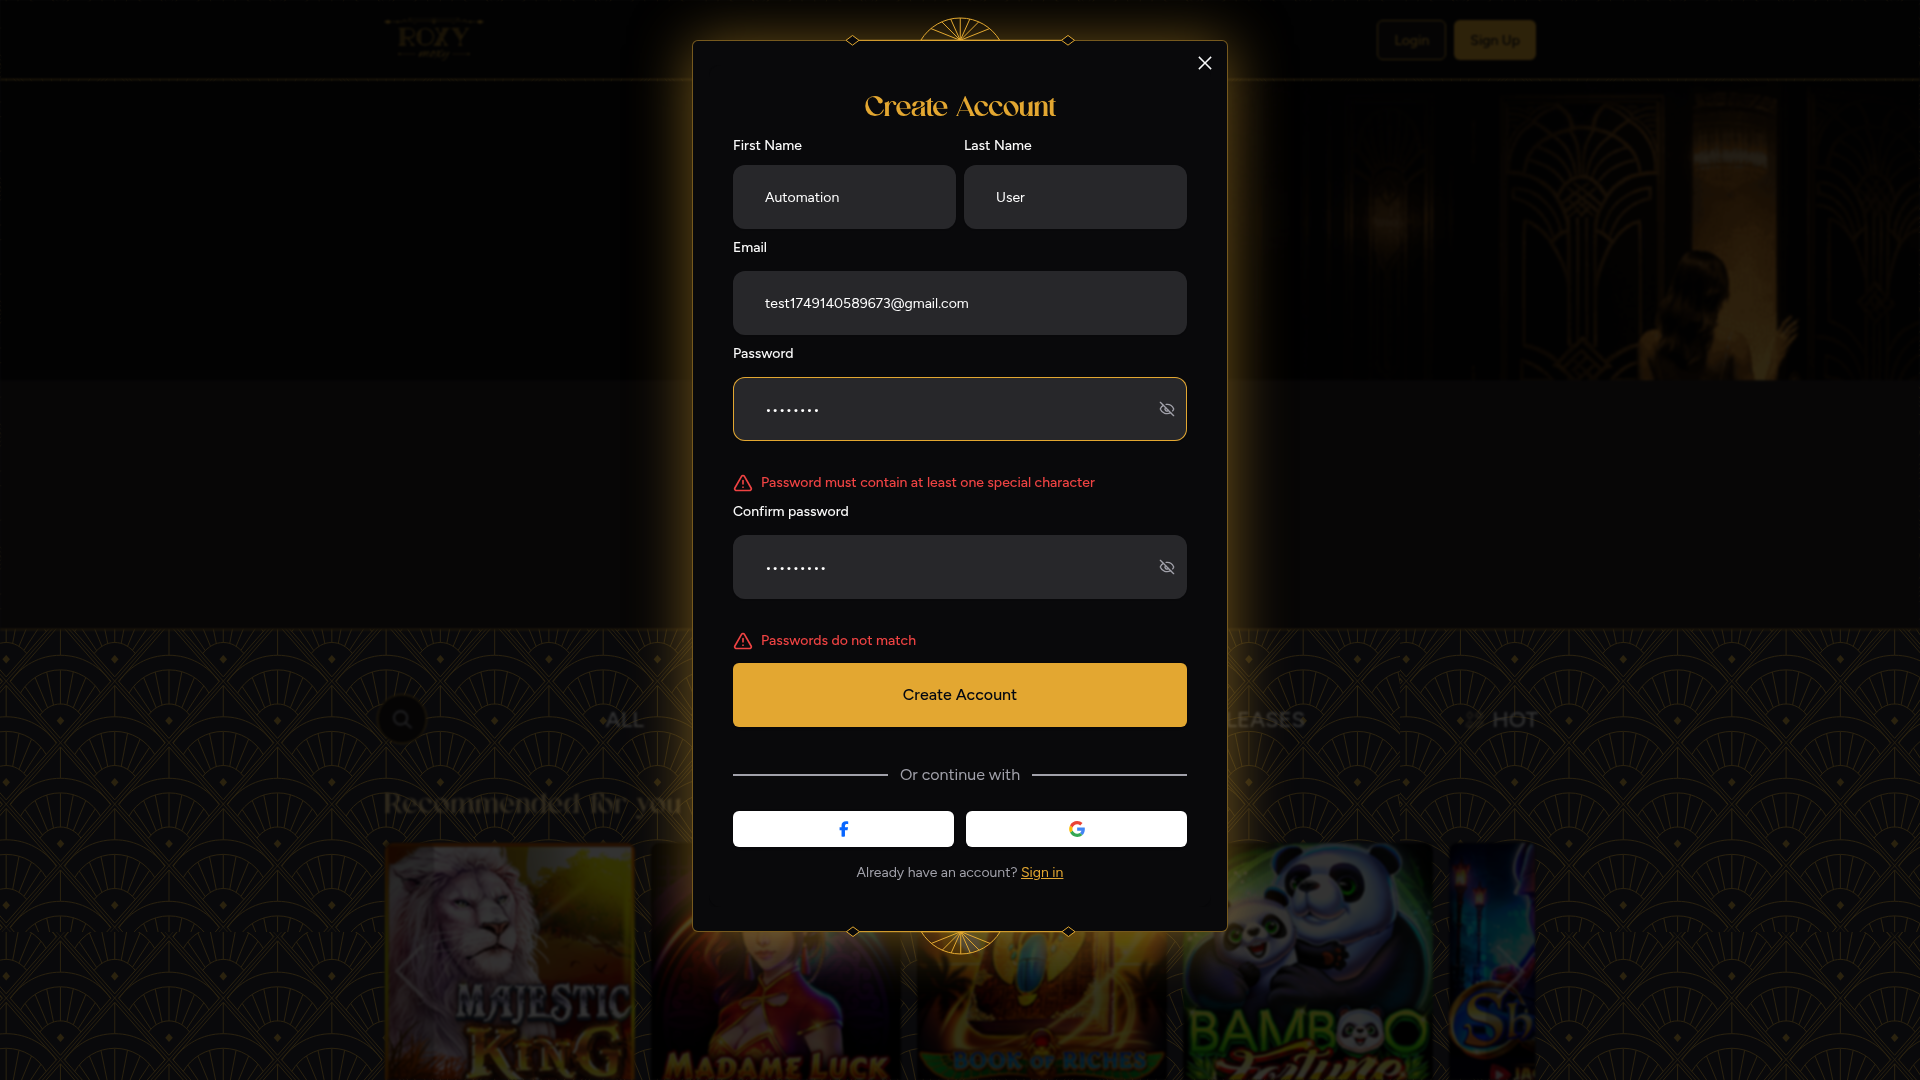 ROXY
Login
Sign Up
Create Account
First Name
Last Name
Automation
User
Email
test1749140589673@gmail.com
Password
••••••••
Password must contain at least one special character
Confirm password
•••••••••
Passwords do not match
Create Account
ALL
LEASES
HOT
Or continue with
Recommended for you
Already have an account? Sign in
MAJESTIC
KING
MADAME LUCK
BOOK OF RICHES
BAMBOO
Fortune
Sh
JA